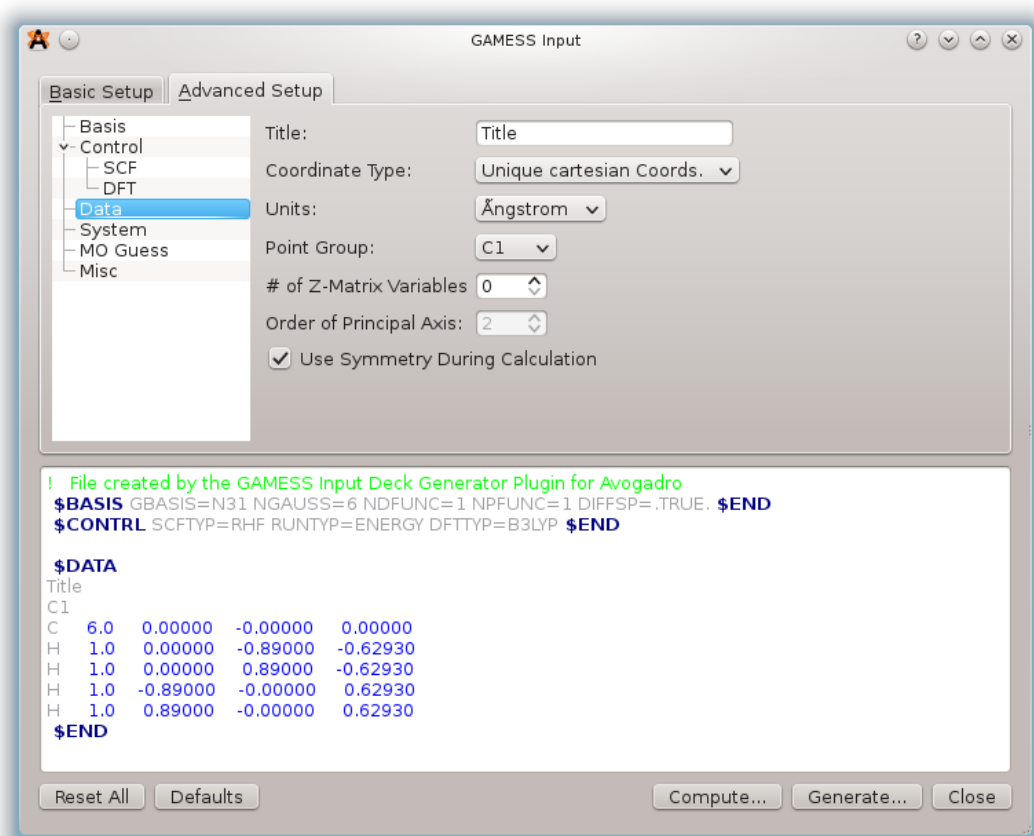 GAMESS Input
Basic Setup Advanced Setup
Basis
Control
SCF
DFT
Data
System
MO Guess
Misc
Title: Title
Coordinate Type: Unique cartesian Coords.
Units: Ångstrom
Point Group: C1
# of Z-Matrix Variables 0
Order of Principal Axis: 2
Use Symmetry During Calculation
! File created by the GAMESS Input Deck Generator Plugin for Avogadro
$BASIS GBASIS=N31 NGAUSS=6 NDFUNC=1 NPFUNC=1 DIFFSP=.TRUE. $END
$CONTRL SCFTYP=RHF RUNTYP=ENERGY DFTTYP=B3LYP $END
$DATA
Title
C1
C 6.0 0.00000 -0.00000 0.00000
H 1.0 0.00000 -0.89000 -0.62930
H 1.0 0.00000 0.89000 -0.62930
H 1.0 -0.89000 -0.00000 0.62930
H 1.0 0.89000 -0.00000 0.62930
$END
Reset All Defaults Compute... Generate... Close